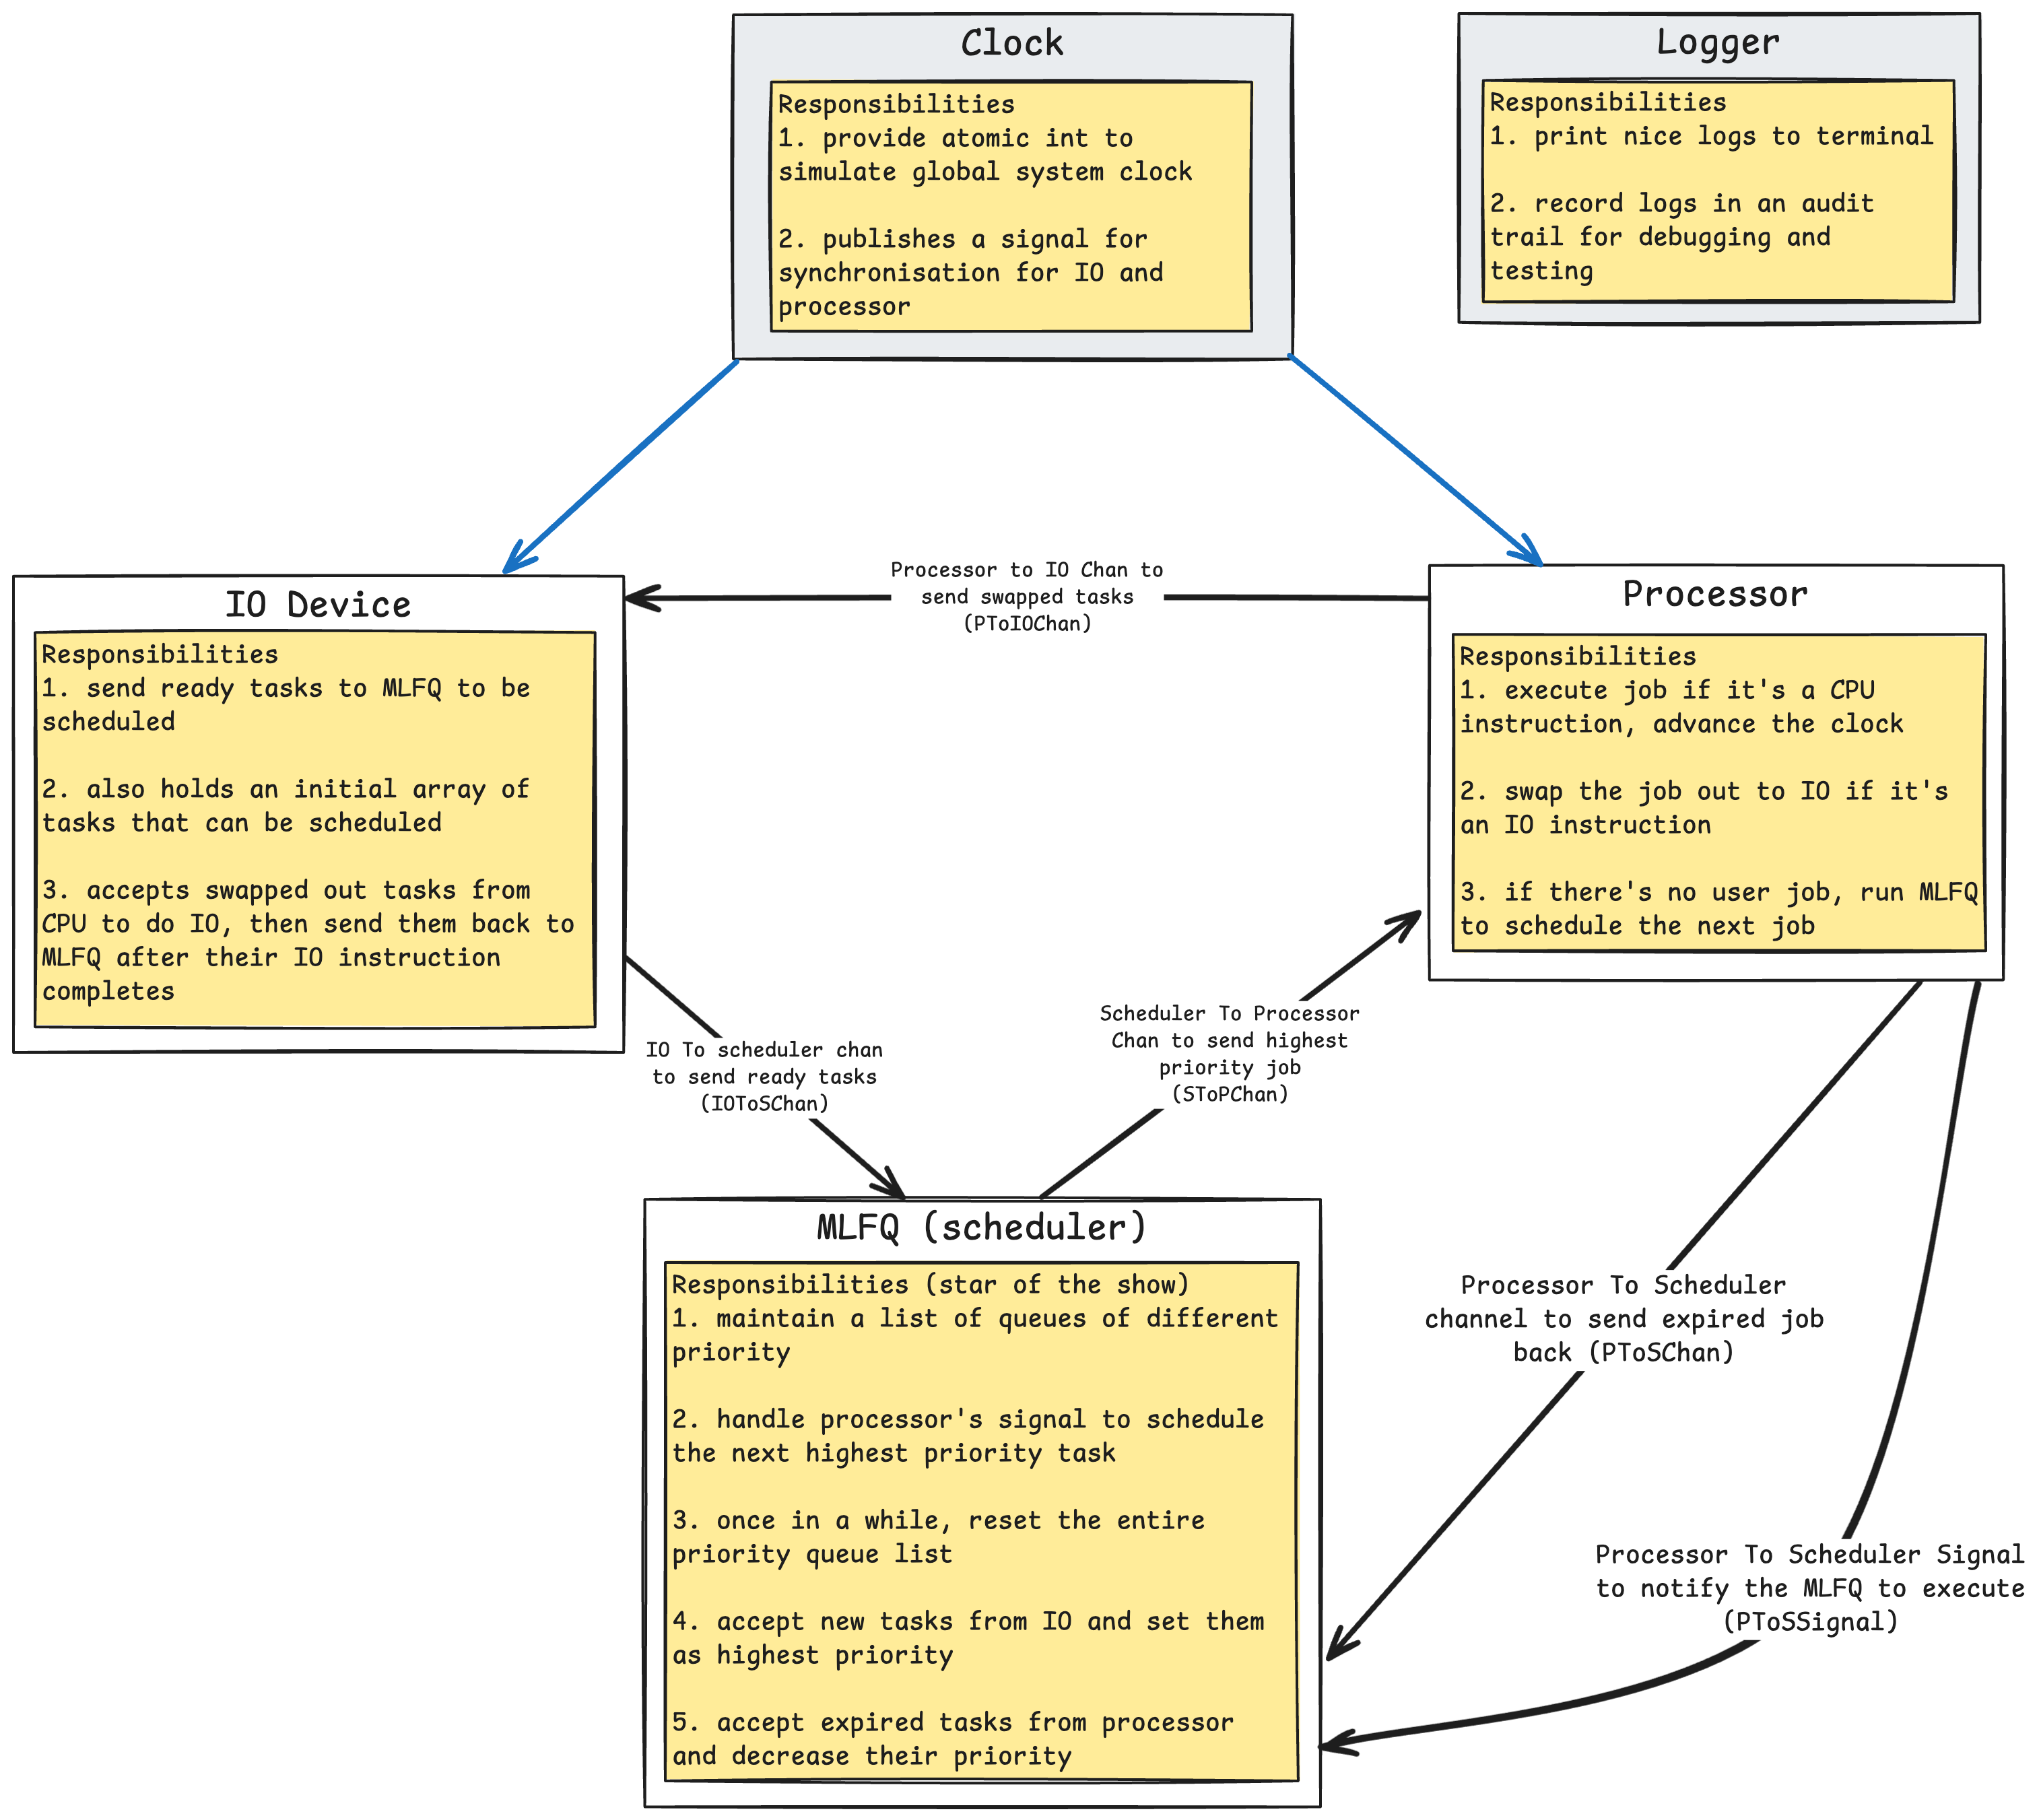 Clock
Responsibilities
1. provide atomic int to
simulate global system clock
2. publishes a signal for
synchronisation for IO and
processor
Logger
Responsibilities
1. print nice logs to terminal
2. record logs in an audit
trail for debugging and
testing
IO Device
Responsibilities
1. send ready tasks to MLFQ to be
scheduled
2. also holds an initial array of
tasks that can be scheduled
3. accepts swapped out tasks from
CPU to do IO, then send them back to
MLFQ after their IO instruction
completes
Processor to IO Chan to
send swapped tasks
(PToIOChan)
Processor
Responsibilities
1. execute job if it's a CPU
instruction, advance the clock
2. swap the job out to IO if it's
an IO instruction
3. if there's no user job, run MLFQ
to schedule the next job
IO To scheduler chan
to send ready tasks
(IOToSChan)
Scheduler To Processor
Chan to send highest
priority job
(SToPChan)
MLFQ (scheduler)
Responsibilities (star of the show)
1. maintain a list of queues of different
priority
2. handle processor's signal to schedule
the next highest priority task
3. once in a while, reset the entire
priority queue list
4. accept new tasks from IO and set them
as highest priority
5. accept expired tasks from processor
and decrease their priority
Processor To Scheduler
channel to send expired job
back (PToSChan)
Processor To Scheduler Signal
to notify the MLFQ to execute
(PToSSignal)